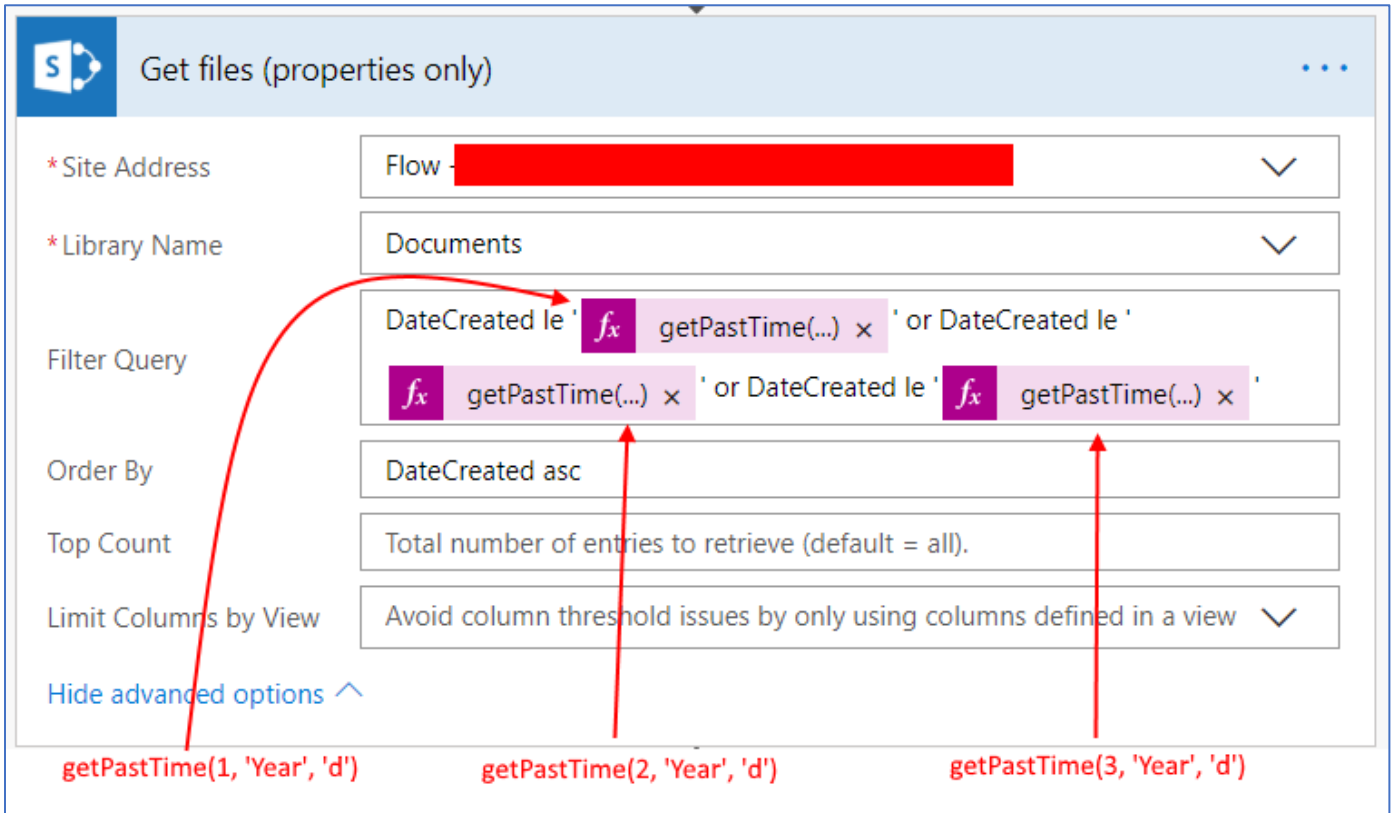 S
Get files (properties only)
* Site Address
Flow -
* Library Name
Documents
Filter Query
DateCreated le ' fx getPastTime(...) × ' or DateCreated le '
fx getPastTime(...) × ' or DateCreated le ' fx getPastTime(...) × '
Order By
DateCreated asc
Top Count
Total number of entries to retrieve (default = all).
Limit Columns by View
Avoid column threshold issues by only using columns defined in a view
Hide advanced options
getPastTime(1, 'Year', 'd')
getPastTime(2, 'Year', 'd')
getPastTime(3, 'Year', 'd')